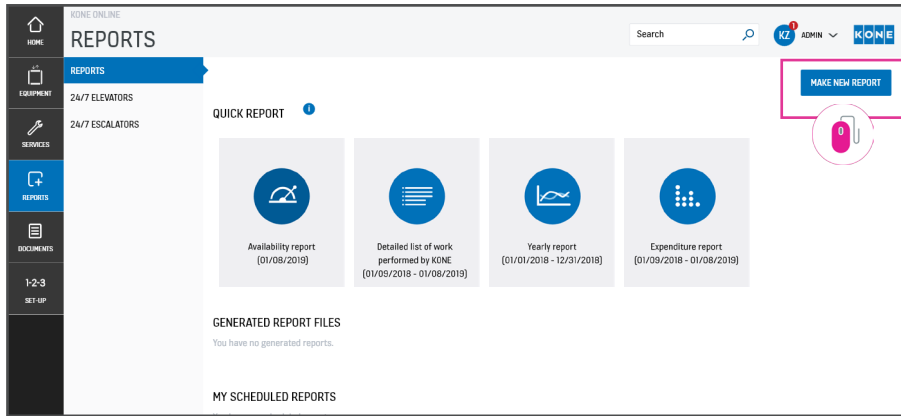 KONE ONLINE
REPORTS
Search
KZ
1
ADMIN
KONE
HOME
EQUIPMENT
SERVICES
REPORTS
DOCUMENTS
1-2-3
SET-UP
REPORTS
24/7 ELEVATORS
24/7 ESCALATORS
MAKE NEW REPORT
QUICK REPORT
i
Availability report
(01/08/2019)
Detailed list of work
performed by KONE
(01/09/2018 - 01/08/2019)
Yearly report
(01/01/2018 - 12/31/2018)
Expenditure report
(01/09/2018 - 01/08/2019)
GENERATED REPORT FILES
You have no generated reports.
MY SCHEDULED REPORTS